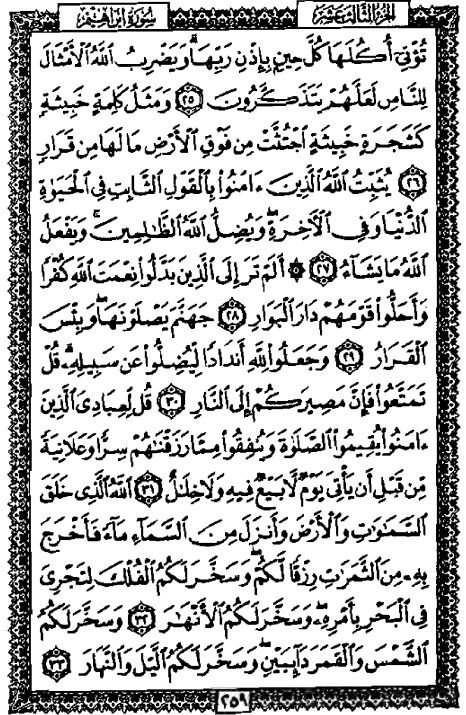 سُورَةُ إبراهيم
الجزء الثالث عشر
تُؤْتِىٓ أُكُلَهَا كُلَّ حِينٍۭ بِإِذْنِ رَبِّهَا ۗ وَيَضْرِبُ ٱللَّهُ ٱلْأَمْثَالَ
لِلنَّاسِ لَعَلَّهُمْ يَتَذَكَّرُونَ ۝٢٥ وَمَثَلُ كَلِمَةٍ خَبِيثَةٍ
كَشَجَرَةٍ خَبِيثَةٍ ٱجْتُثَّتْ مِن فَوْقِ ٱلْأَرْضِ مَا لَهَا مِن قَرَارٍ
۝٢٦ يُثَبِّتُ ٱللَّهُ ٱلَّذِينَ ءَامَنُوا۟ بِٱلْقَوْلِ ٱلثَّابِتِ فِى ٱلْحَيَوٰةِ
ٱلدُّنْيَا وَفِى ٱلْـَٔاخِرَةِ ۖ وَيُضِلُّ ٱللَّهُ ٱلظَّـٰلِمِينَ ۚ وَيَفْعَلُ
ٱللَّهُ مَا يَشَآءُ ۝٢٧ ۞ أَلَمْ تَرَ إِلَى ٱلَّذِينَ بَدَّلُوا۟ نِعْمَتَ ٱللَّهِ كُفْرًا
وَأَحَلُّوا۟ قَوْمَهُمْ دَارَ ٱلْبَوَارِ ۝٢٨ جَهَنَّمَ يَصْلَوْنَهَا ۖ وَبِئْسَ
ٱلْقَرَارُ ۝٢٩ وَجَعَلُوا۟ لِلَّهِ أَندَادًا لِّيُضِلُّوا۟ عَن سَبِيلِهِۦ ۗ قُلْ
تَمَتَّعُوا۟ فَإِنَّ مَصِيرَكُمْ إِلَى ٱلنَّارِ ۝٣٠ قُل لِّعِبَادِىَ ٱلَّذِينَ
ءَامَنُوا۟ يُقِيمُوا۟ ٱلصَّلَوٰةَ وَيُنفِقُوا۟ مِمَّا رَزَقْنَـٰهُمْ سِرًّا وَعَلَانِيَةً
مِّن قَبْلِ أَن يَأْتِىَ يَوْمٌ لَّا بَيْعٌ فِيهِ وَلَا خِلَـٰلٌ ۝٣١ ٱللَّهُ ٱلَّذِى خَلَقَ
ٱلسَّمَـٰوَٰتِ وَٱلْأَرْضَ وَأَنزَلَ مِنَ ٱلسَّمَآءِ مَآءً فَأَخْرَجَ
بِهِۦ مِنَ ٱلثَّمَرَٰتِ رِزْقًا لَّكُمْ ۖ وَسَخَّرَ لَكُمُ ٱلْفُلْكَ لِتَجْرِىَ
فِى ٱلْبَحْرِ بِأَمْرِهِۦ ۖ وَسَخَّرَ لَكُمُ ٱلْأَنْهَـٰرَ ۝٣٢ وَسَخَّرَ لَكُمُ
ٱلشَّمْسَ وَٱلْقَمَرَ دَآئِبَيْنِ ۖ وَسَخَّرَ لَكُمُ ٱلَّيْلَ وَٱلنَّهَارَ ۝٣٣
٢٥٩